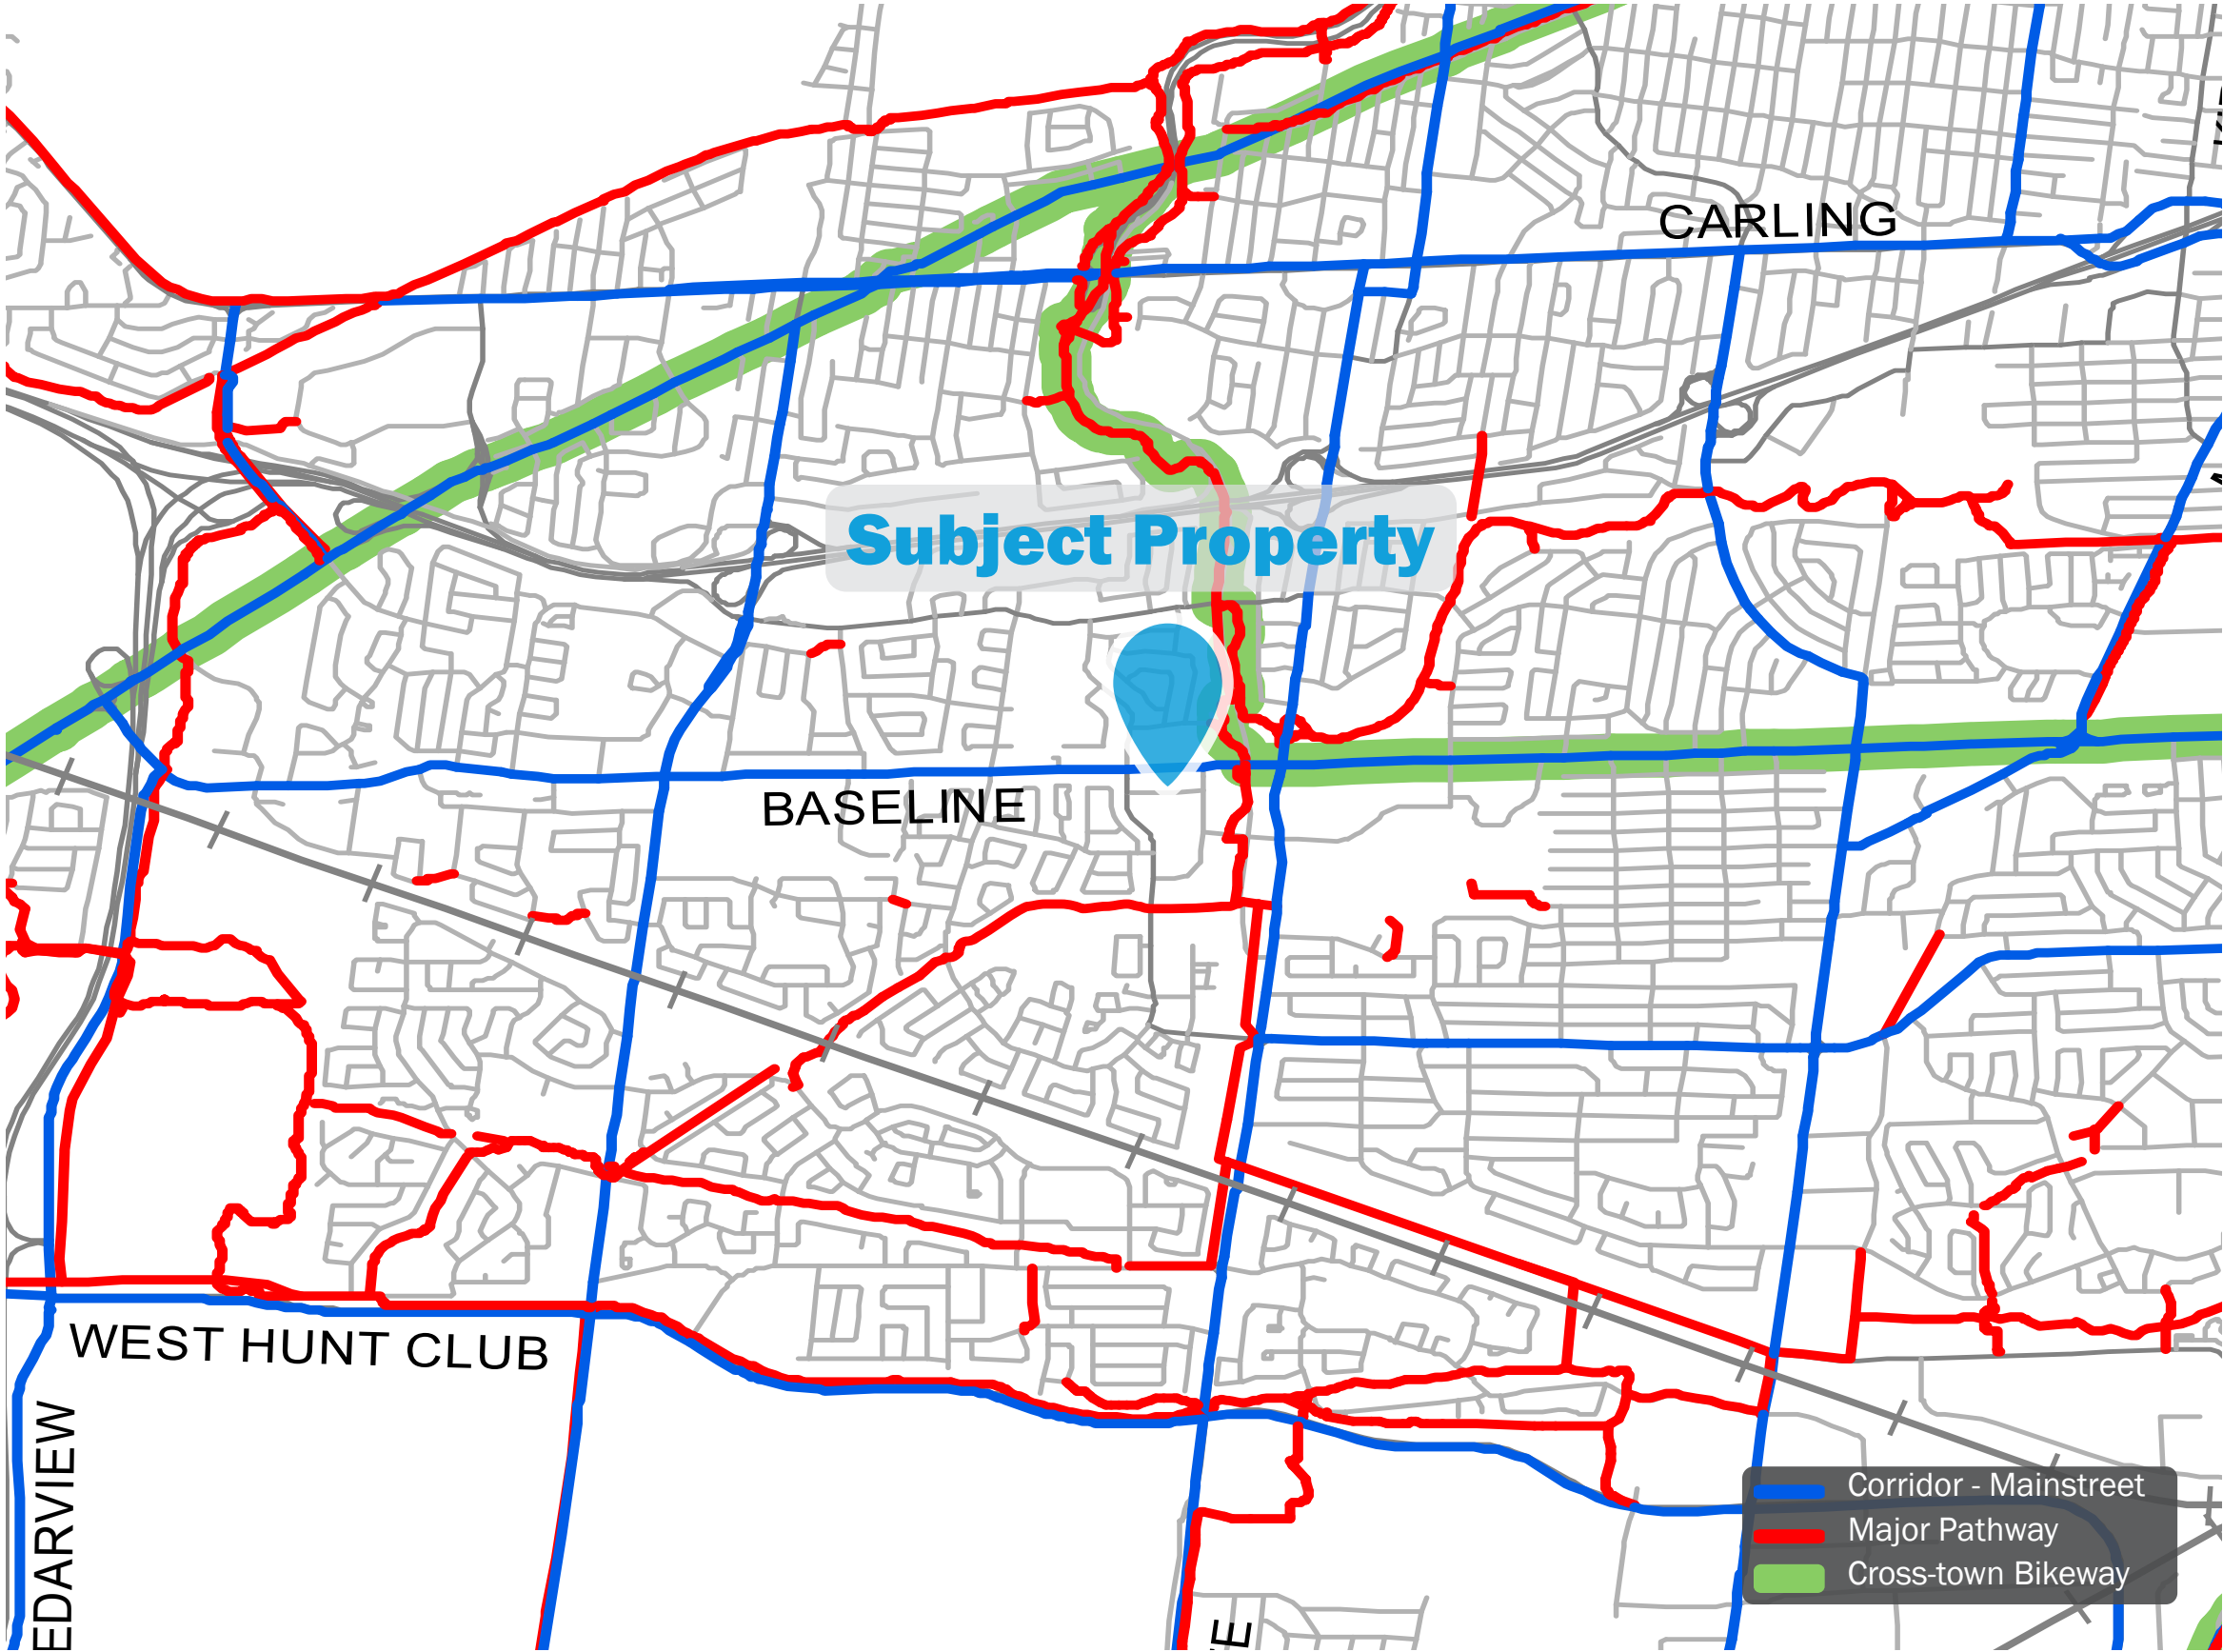 CARLING
Subject Property
BASELINE
WEST HUNT CLUB
EDARVIEW
Corridor - Mainstreet
Major Pathway
Cross-town Bikeway
E